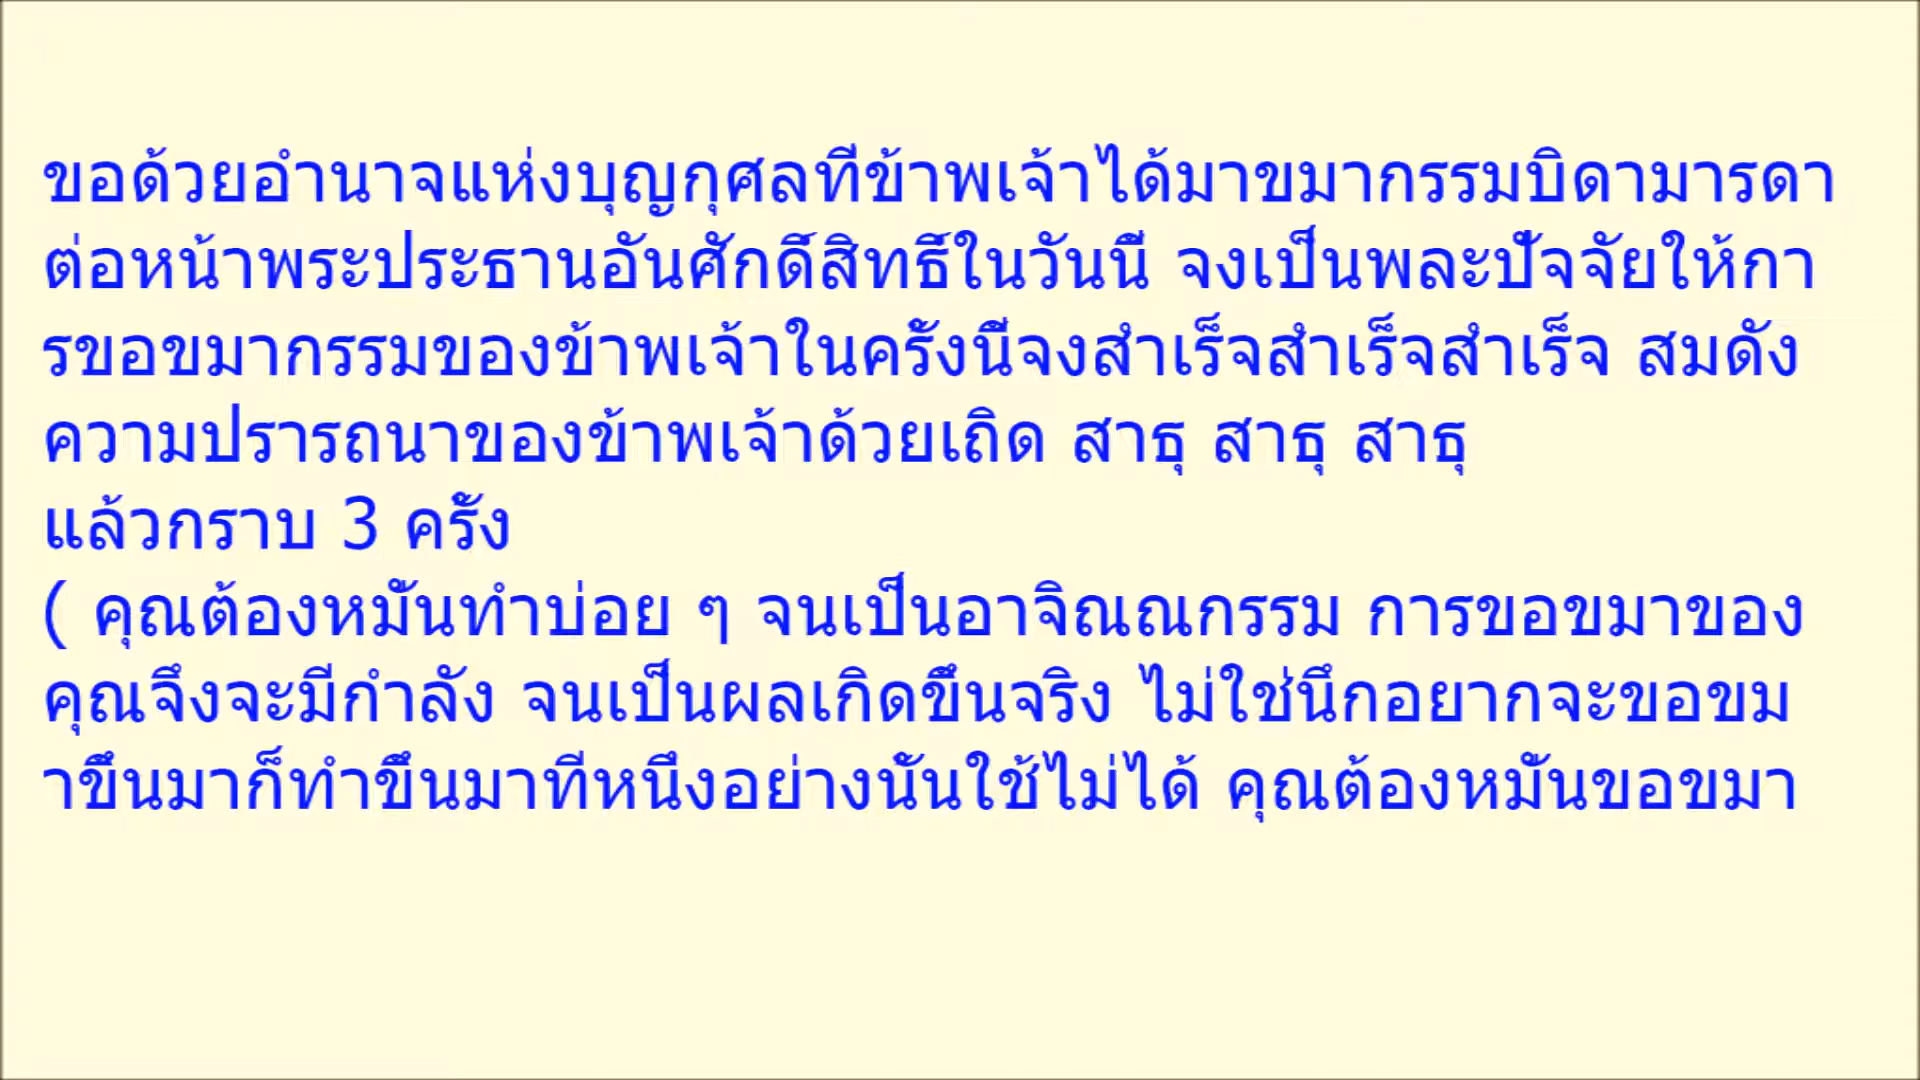 ขอด้วยอำนาจแห่งบุญกุศลที่ข้าพเจ้าได้มาขมากรรมบิดามารดา
ต่อหน้าพระประธานอันศักดิ์สิทธิ์ในวันนี้ จงเป็นพละปัจจัยให้กา
รขอขมากรรมของข้าพเจ้าในครั้งนี้จงสำเร็จสำเร็จสำเร็จ สมดัง
ความปรารถนาของข้าพเจ้าด้วยเถิด สาธุ สาธุ สาธุ
แล้วกราบ 3 ครั้ง
( คุณต้องหมั่นทำบ่อย ๆ จนเป็นอาจิณณกรรม การขอขมาของ
คุณจึงจะมีกำลัง จนเป็นผลเกิดขึ้นจริง ไม่ใช่นึกอยากจะขอขม
าขึ้นมาก็ทำขึ้นมาทีหนึ่งอย่างนั้นใช้ไม่ได้ คุณต้องหมั่นขอขมา